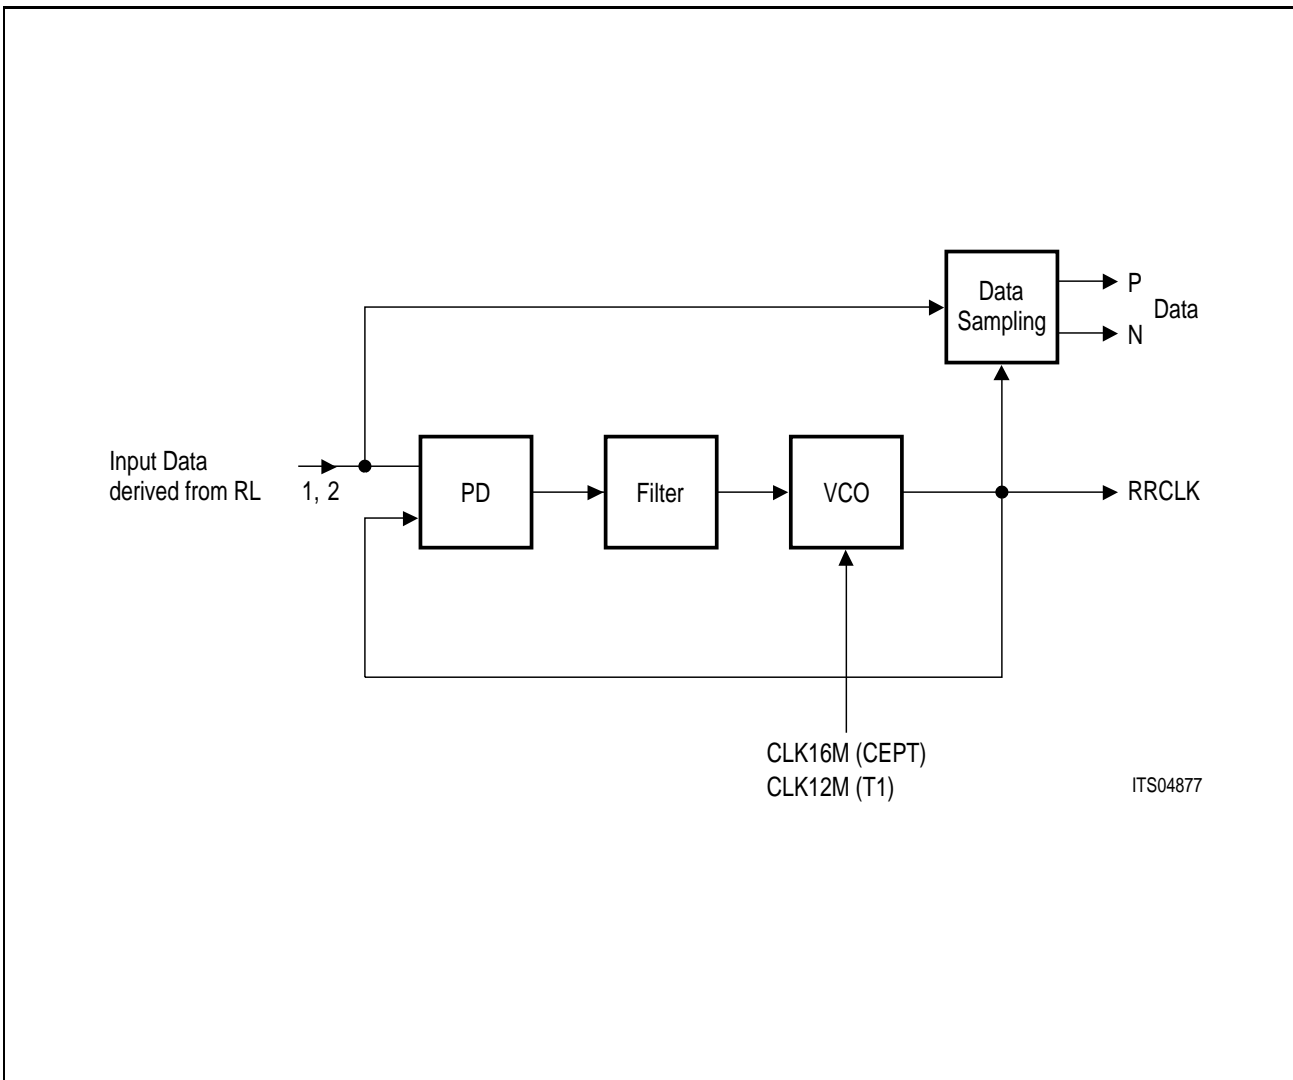 Data
Sampling
P
Data
N
Input Data
derived from RL 1, 2
PD
Filter
VCO
RRCLK
CLK16M (CEPT)
CLK12M (T1)
ITS04877